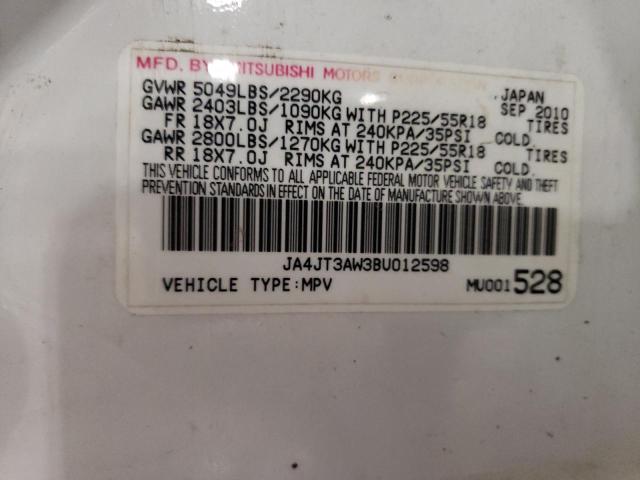 MFD. BY MITSUBISHI MOTORS CORPORATION
JAPAN
GVWR 5049LBS/2290KG SEP 2010
GAWR 2403LBS/1090KG WITH P225/55R18 TIRES
FR 18X7.0J RIMS AT 240KPA/35PSI COLD.
GAWR 2800LBS/1270KG WITH P225/55R18 TIRES
RR 18X7.0J RIMS AT 240KPA/35PSI COLD.
THIS VEHICLE CONFORMS TO ALL APPLICABLE FEDERAL MOTOR VEHICLE SAFETY AND THEFT
PREVENTION STANDARDS IN EFFECT ON THE DATE OF MANUFACTURE SHOWN ABOVE.
JA4JT3AW3BU012598
VEHICLE TYPE:MPV MU001528